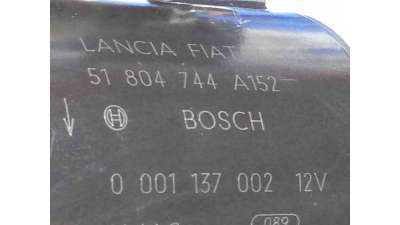 LANCIA FIAT
51 804 744 A152
BOSCH
0 001 137 002 12V
089